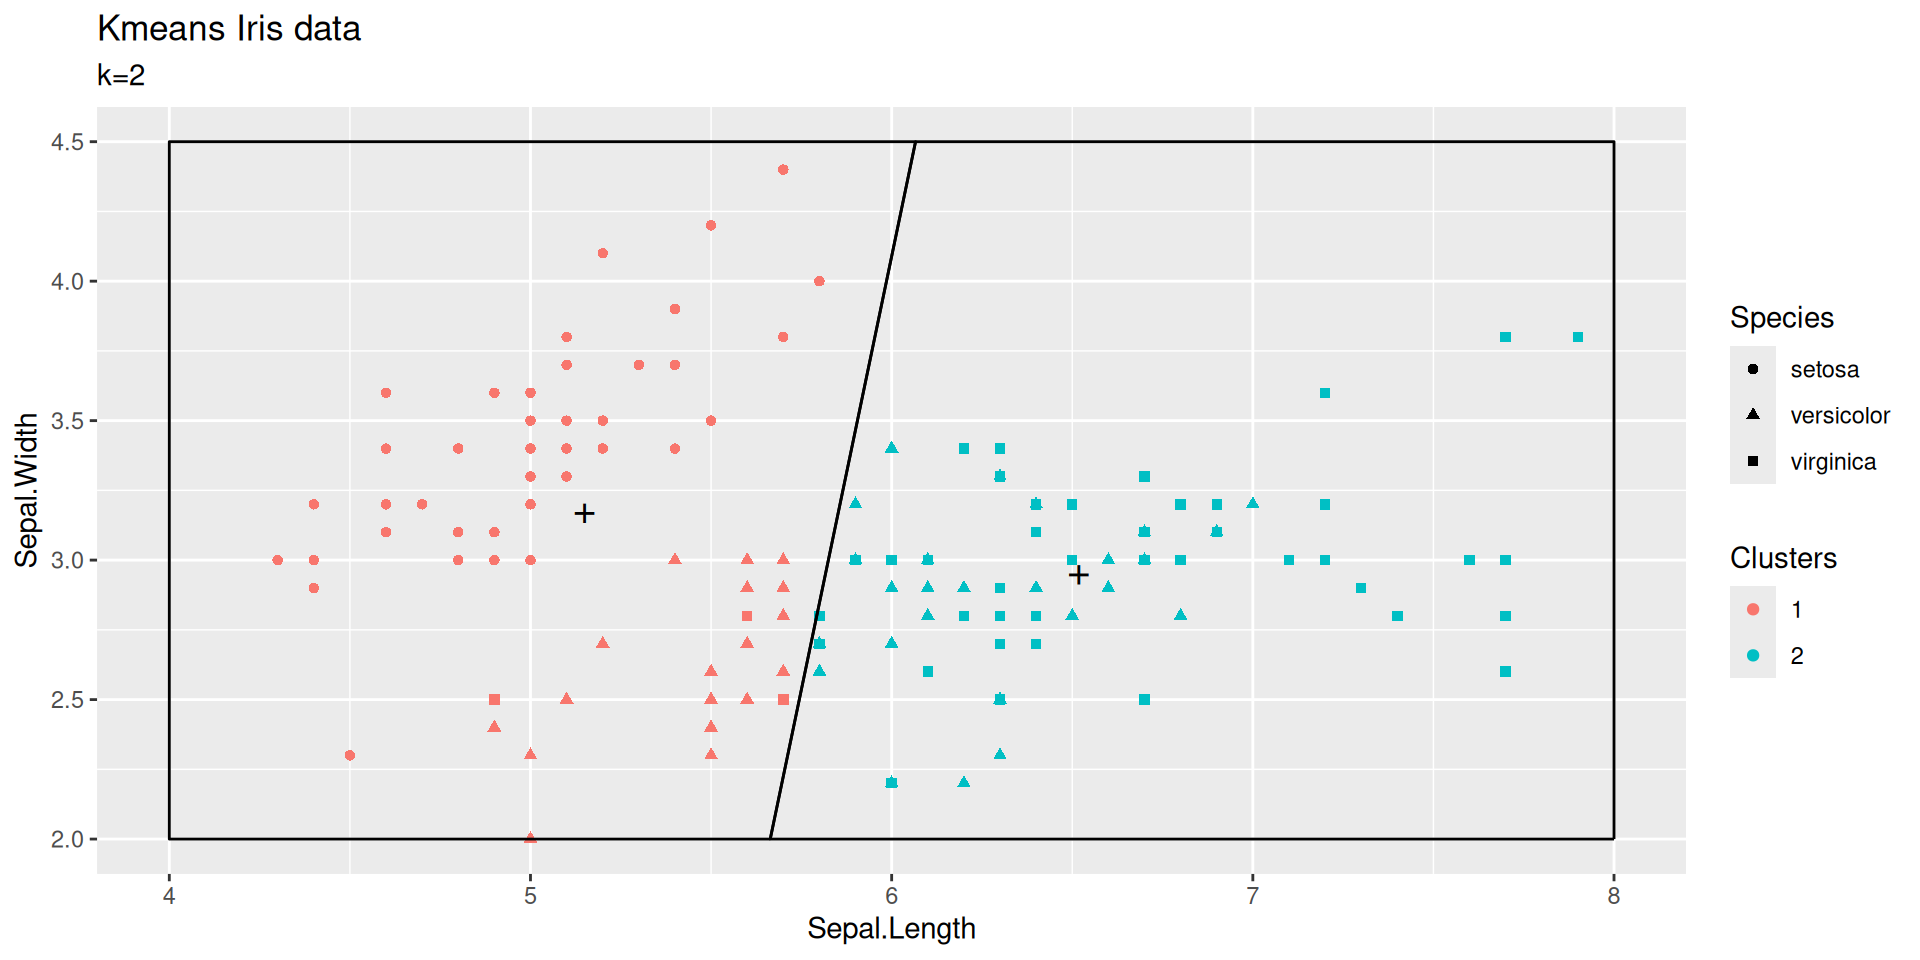 Kmeans Iris data
k=2
4.5
4.0
3.5
3.0
2.5
2.0
Sepal.Width
4
5
6
7
8
Sepal.Length
Species
setosa
versicolor
virginica
Clusters
1
2